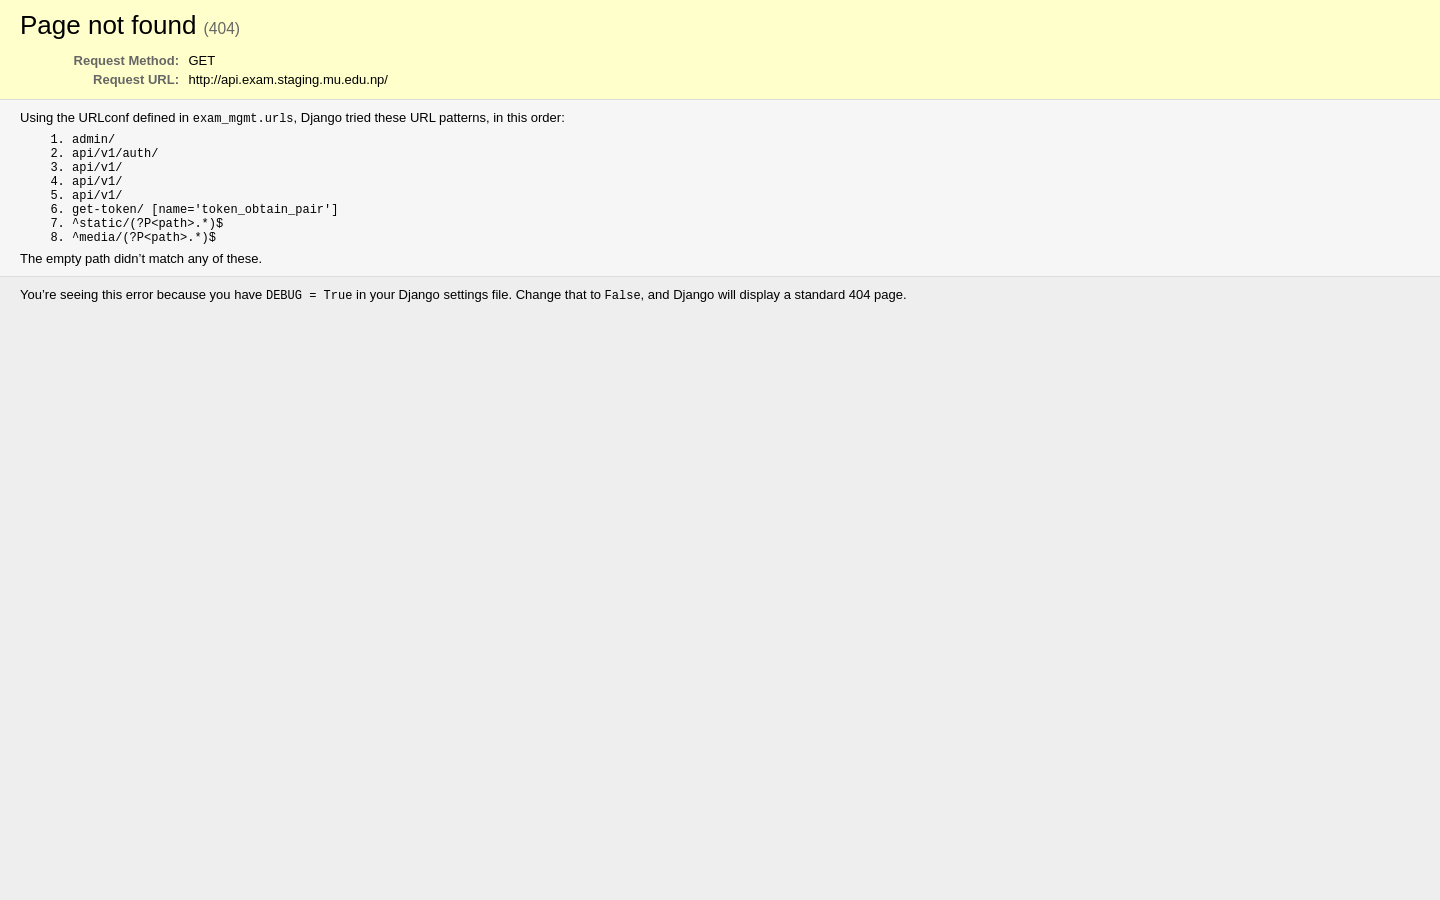 Page not found (404)
Request Method: GET
Request URL: http://api.exam.staging.mu.edu.np/
Using the URLconf defined in exam_mgmt.urls, Django tried these URL patterns, in this order:
1. admin/
2. api/v1/auth/
3. api/v1/
4. api/v1/
5. api/v1/
6. get-token/ [name='token_obtain_pair']
7. ^static/(?P<path>.*)$
8. ^media/(?P<path>.*)$
The empty path didn’t match any of these.
You’re seeing this error because you have DEBUG = True in your Django settings file. Change that to False, and Django will display a standard 404 page.